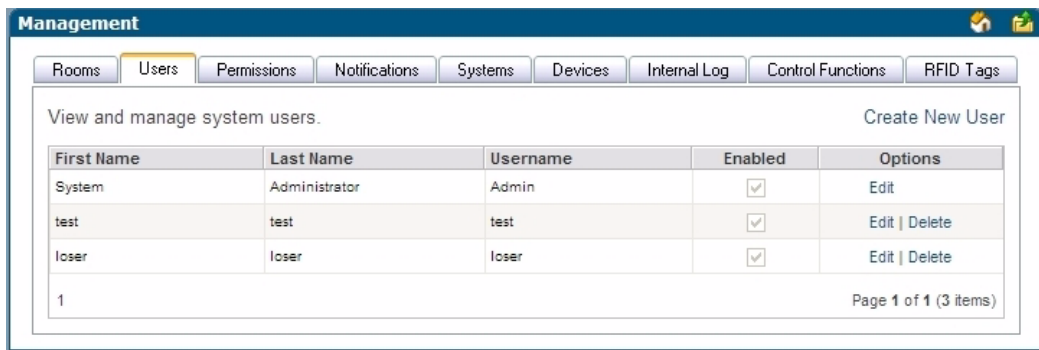 Management
Rooms Users Permissions Notifications Systems Devices Internal Log Control Functions RFID Tags
View and manage system users. Create New User
First Name Last Name Username Enabled Options
System Administrator Admin Edit
test test test Edit | Delete
loser loser loser Edit | Delete
1 Page 1 of 1 (3 items)